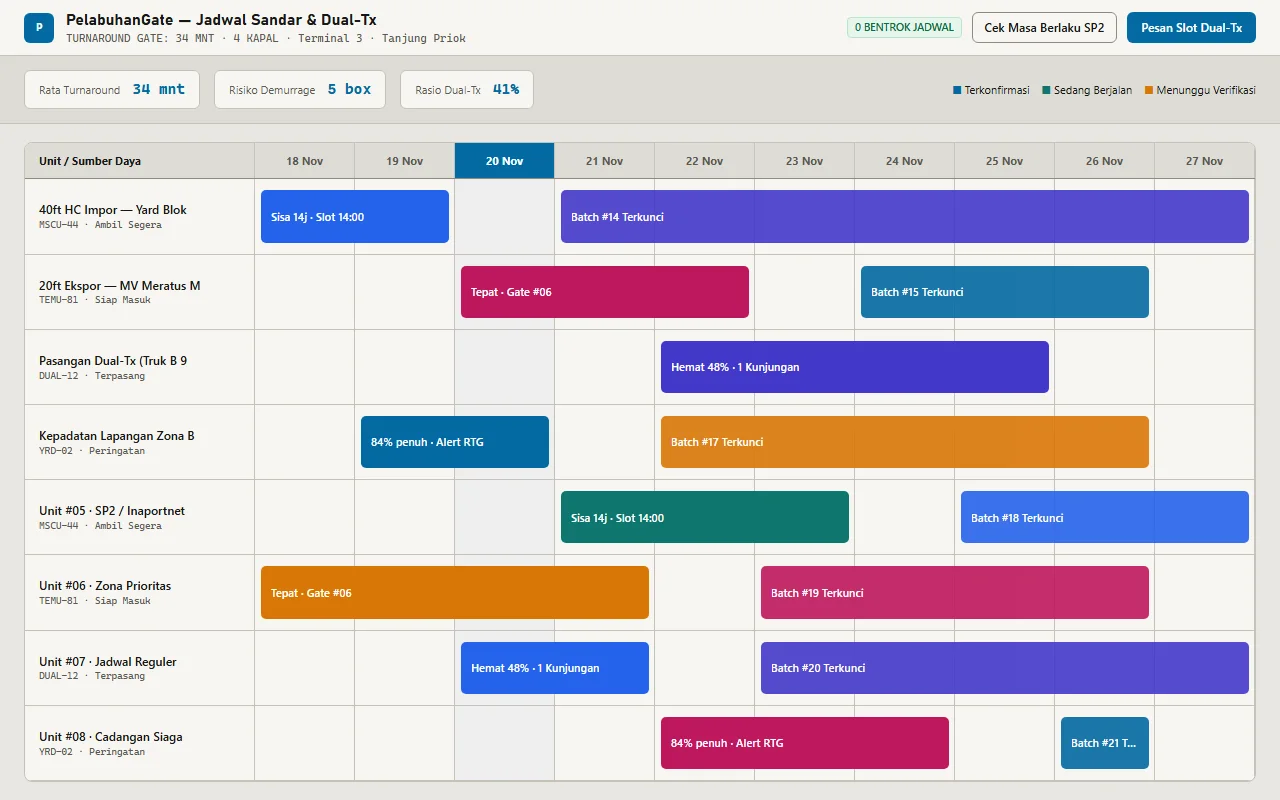 P
PelabuhanGate — Jadwal Sandar & Dual-Tx
TURNAROUND GATE: 34 MNT · 4 KAPAL · Terminal 3 · Tanjung Priok
0 BENTROK JADWAL
Cek Masa Berlaku SP2
Pesan Slot Dual-Tx
Rata Turnaround 34 mnt
Risiko Demurrage 5 box
Rasio Dual-Tx 41%
Terkonfirmasi
Sedang Berjalan
Menunggu Verifikasi
Unit / Sumber Daya
18 Nov
19 Nov
20 Nov
21 Nov
22 Nov
23 Nov
24 Nov
25 Nov
26 Nov
27 Nov
40ft HC Impor — Yard Blok
MSCU-44 · Ambil Segera
Sisa 14j · Slot 14:00
Batch #14 Terkunci
20ft Ekspor — MV Meratus M
TEMU-81 · Siap Masuk
Tepat · Gate #06
Batch #15 Terkunci
Pasangan Dual-Tx (Truk B 9
DUAL-12 · Terpasang
Hemat 48% · 1 Kunjungan
Kepadatan Lapangan Zona B
YRD-02 · Peringatan
84% penuh · Alert RTG
Batch #17 Terkunci
Unit #05 · SP2 / Inaportnet
MSCU-44 · Ambil Segera
Sisa 14j · Slot 14:00
Batch #18 Terkunci
Unit #06 · Zona Prioritas
TEMU-81 · Siap Masuk
Tepat · Gate #06
Batch #19 Terkunci
Unit #07 · Jadwal Reguler
DUAL-12 · Terpasang
Hemat 48% · 1 Kunjungan
Batch #20 Terkunci
Unit #08 · Cadangan Siaga
YRD-02 · Peringatan
84% penuh · Alert RTG
Batch #21 T...